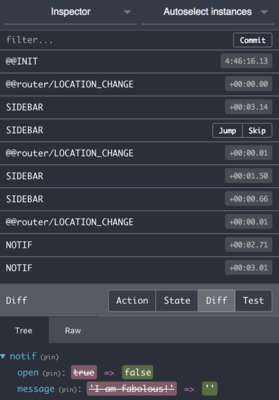 Inspector Autoselect instances
filter... Commit
@@INIT 4:46:16.13
@@router/LOCATION_CHANGE +00:00.00
SIDEBAR +00:03.14
SIDEBAR Jump Skip
@@router/LOCATION_CHANGE +00:00.01
SIDEBAR +00:01.50
SIDEBAR +00:00.66
@@router/LOCATION_CHANGE +00:00.01
NOTIF +00:02.71
NOTIF +00:03.01
Diff Action State Diff Test
Tree Raw
notif (pin)
open (pin): true => false
message (pin): 'I am fabolous!' => ''